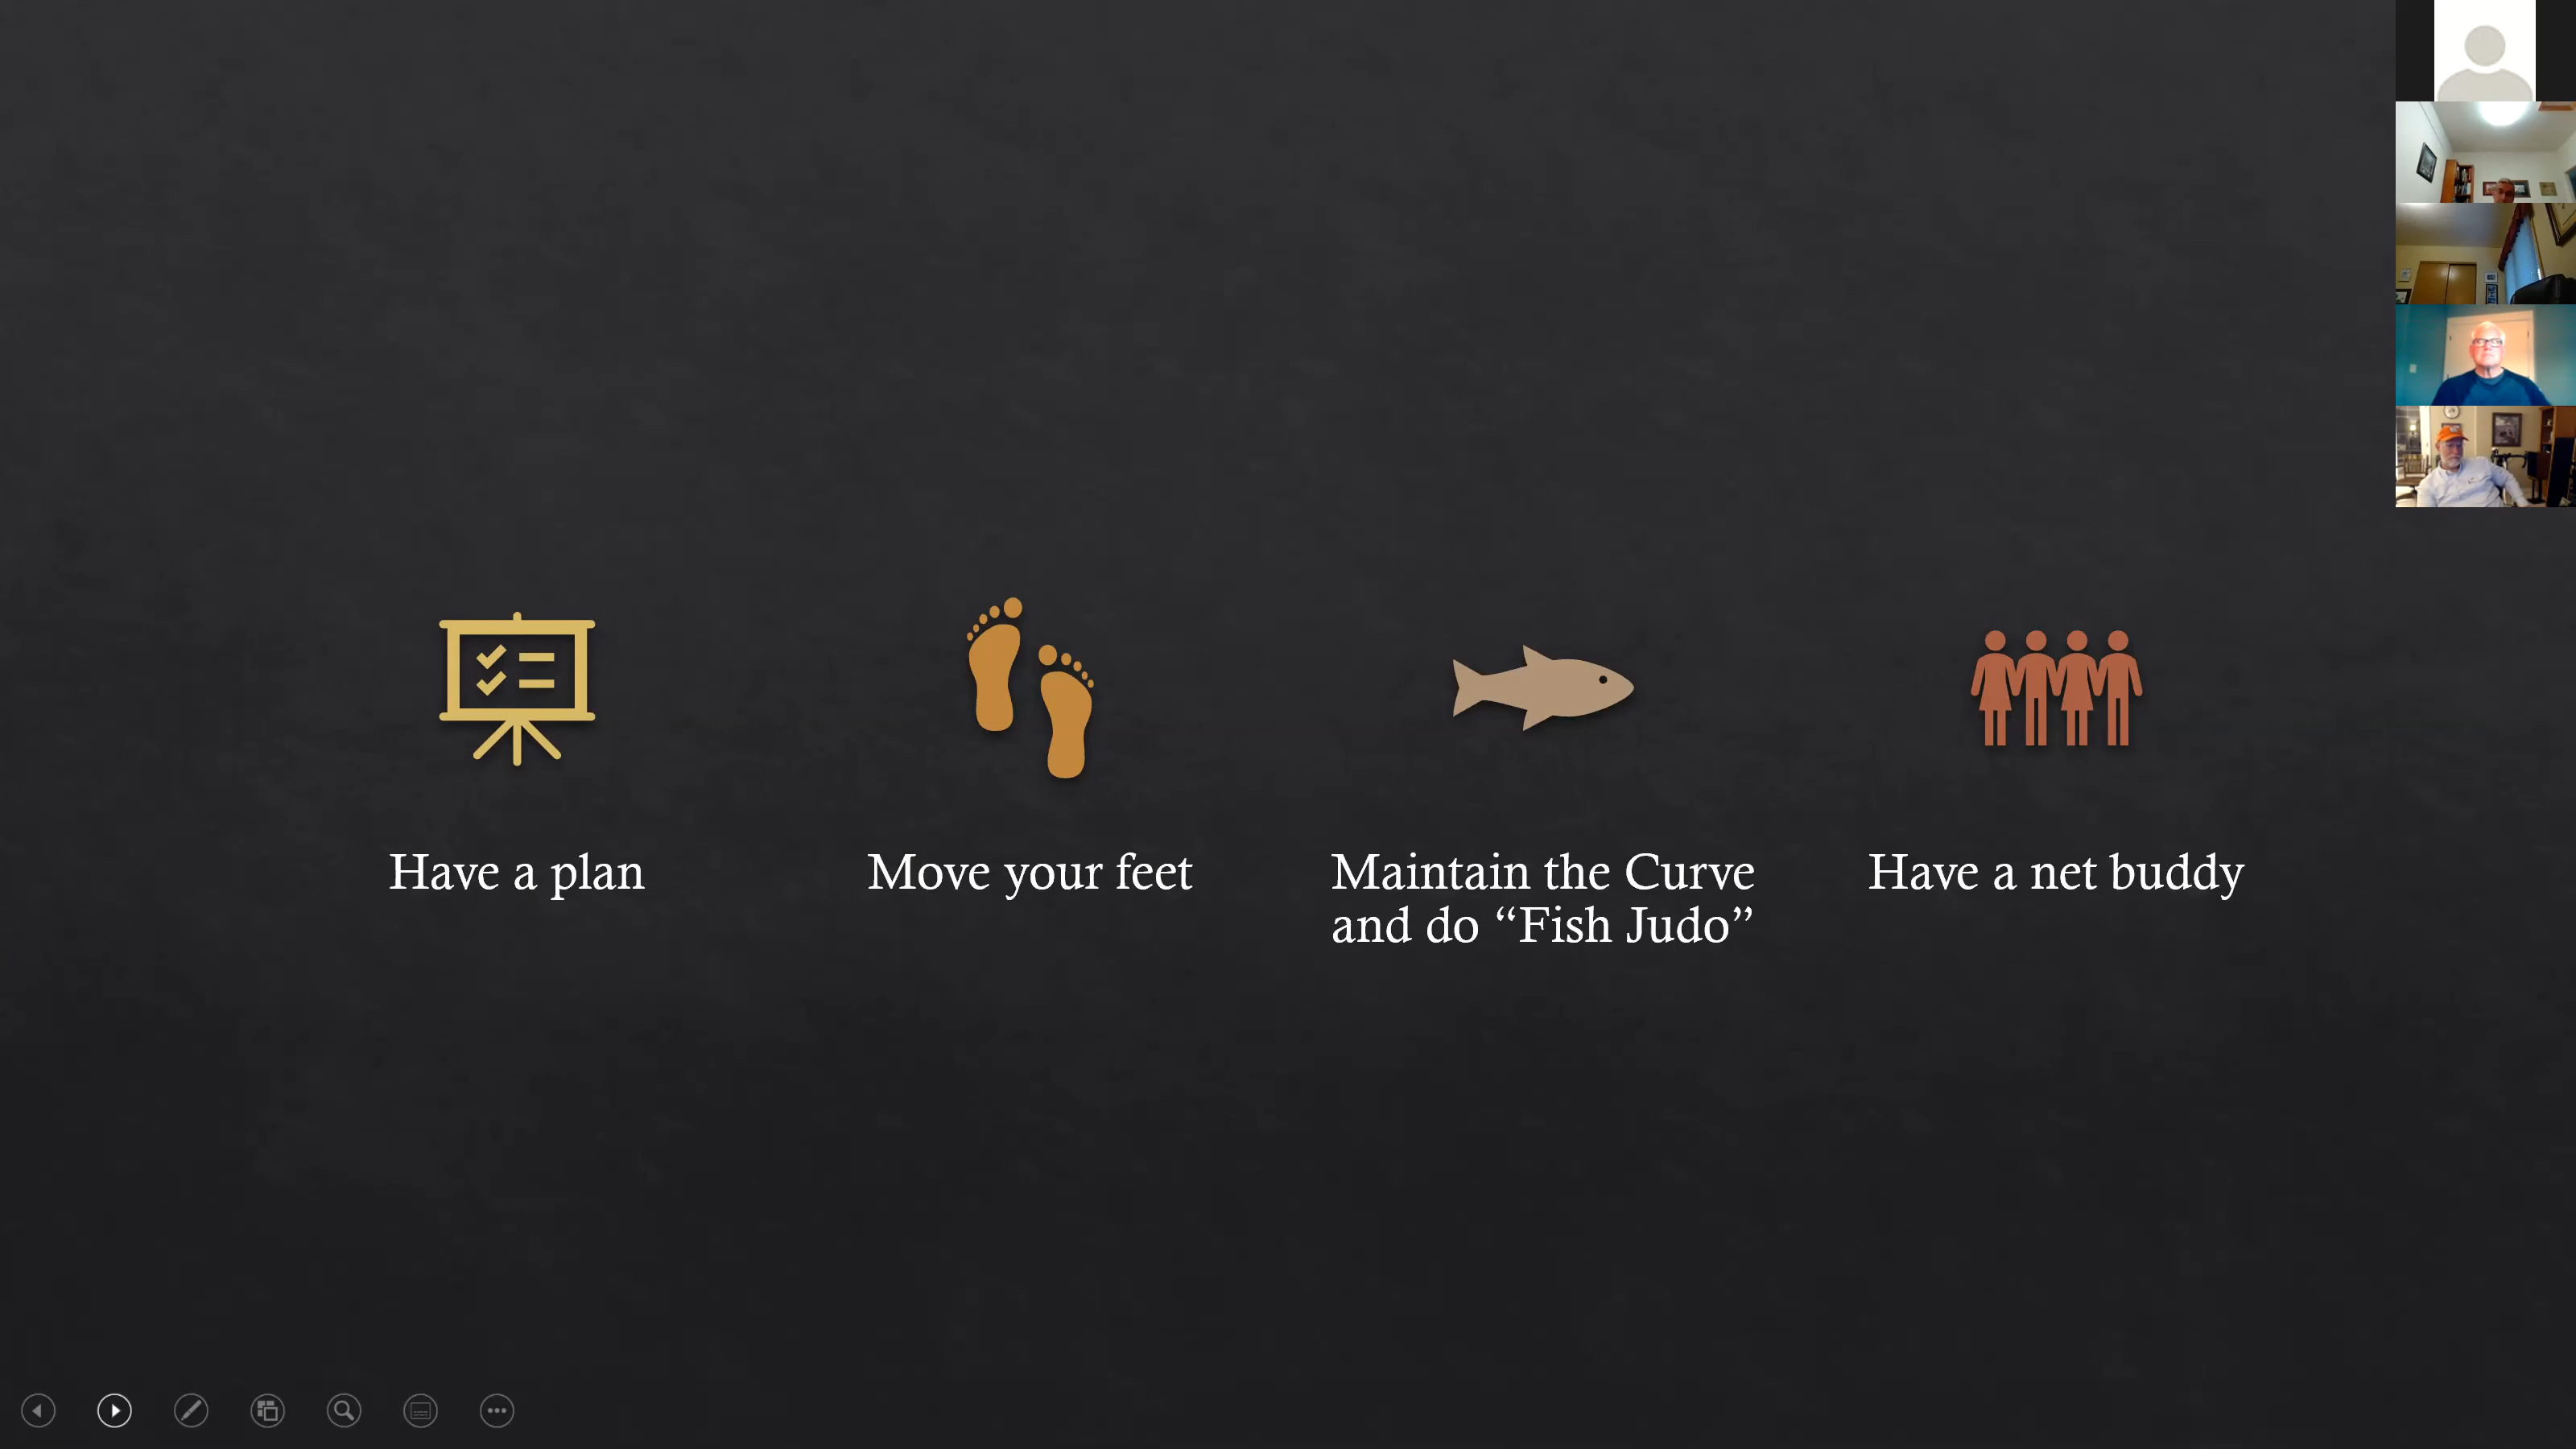 Have a plan
Move your feet
Maintain the Curve
and do “Fish Judo”
Have a net buddy